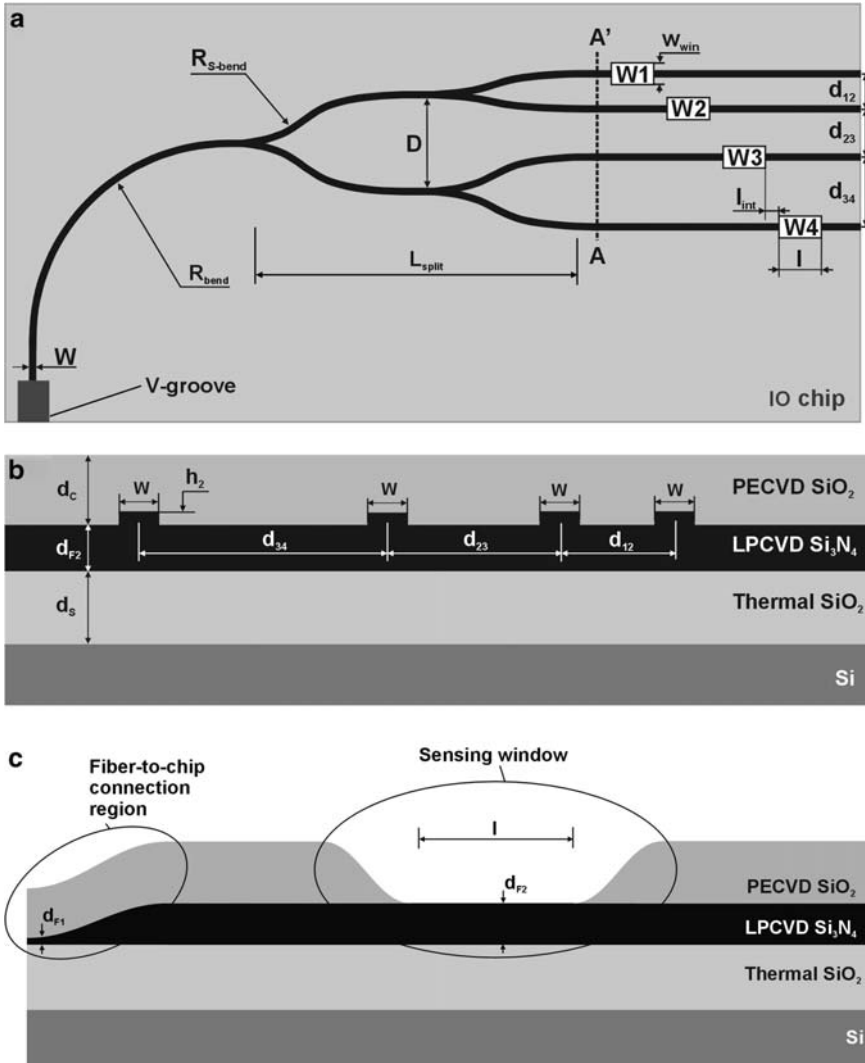 a
R_S-bend
A'
w_win
W1
d_12
W2
D
d_23
W3
d_34
l_int
W4
R_bend
L_split
A
l
W
V-groove
IO chip
b
d_c
W
h_2
W
W
W
PECVD SiO_2
d_F2
d_34
d_23
d_12
LPCVD Si_3N_4
d_s
Thermal SiO_2
Si
c
Fiber-to-chip
connection
region
Sensing window
l
d_F2
PECVD SiO_2
d_F1
LPCVD Si_3N_4
Thermal SiO_2
Si